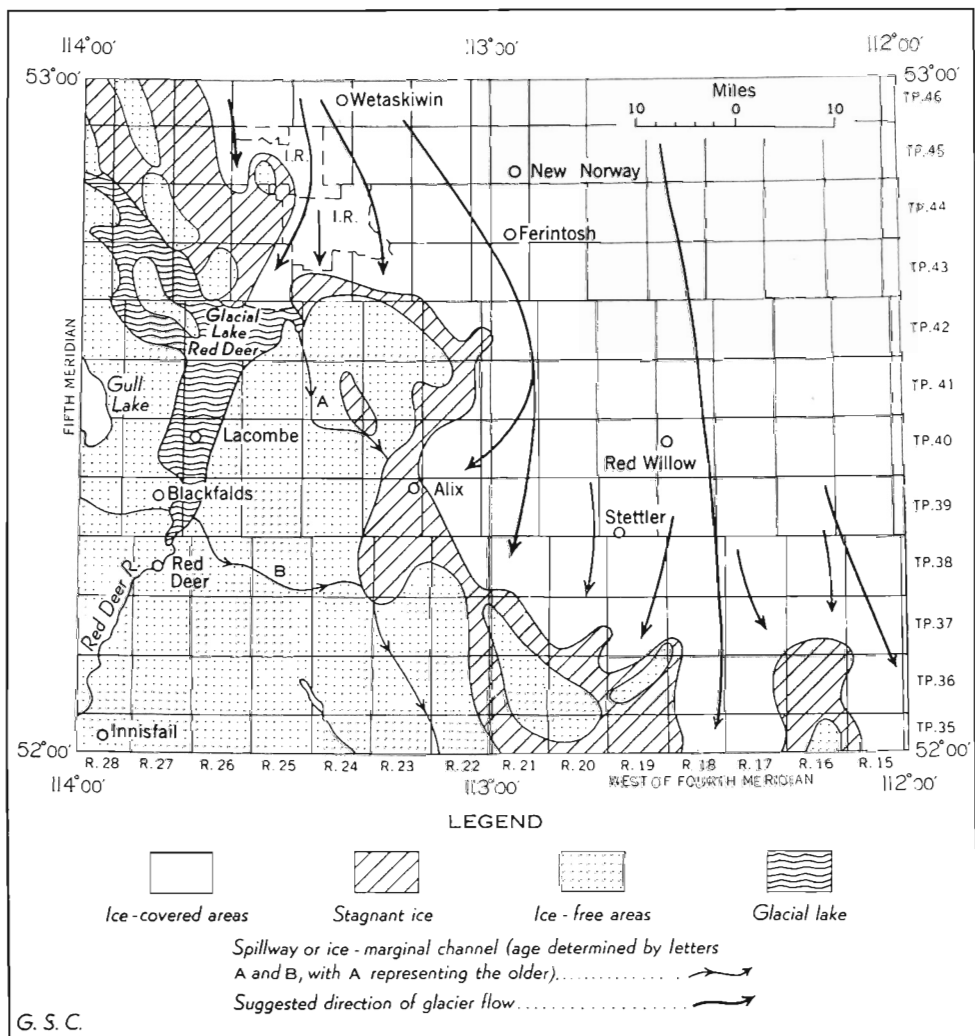 114°00' 113°00' 112°00'
53°00' 53°00'
Miles
10 0 10
Wetaskiwin
TP.46
I.R.
TP.45
New Norway
I.R.
TP.44
Ferintosh
TP.43
Glacial
Lake
Red Deer
TP.42
FIFTH MERIDIAN
Gull
Lake
A
TP.41
Lacombe
Red Willow
TP.40
Blackfalds
Alix
Stettler
TP.39
Red
Deer
B
TP.38
Red Deer R.
TP.37
TP.36
Innisfail
TP.35
52°00' 52°00'
R. 28 R. 27 R. 26 R. 25 R. 24 R. 23 R. 22 R. 21 R. 20 R. 19 R. 18 R. 17 R. 16 R. 15
114°00' 113°00' WEST OF FOURTH MERIDIAN 112°00'
LEGEND
Ice-covered areas Stagnant ice Ice-free areas Glacial lake
Spillway or ice-marginal channel (age determined by letters
A and B, with A representing the older)
Suggested direction of glacier flow
G. S. C.